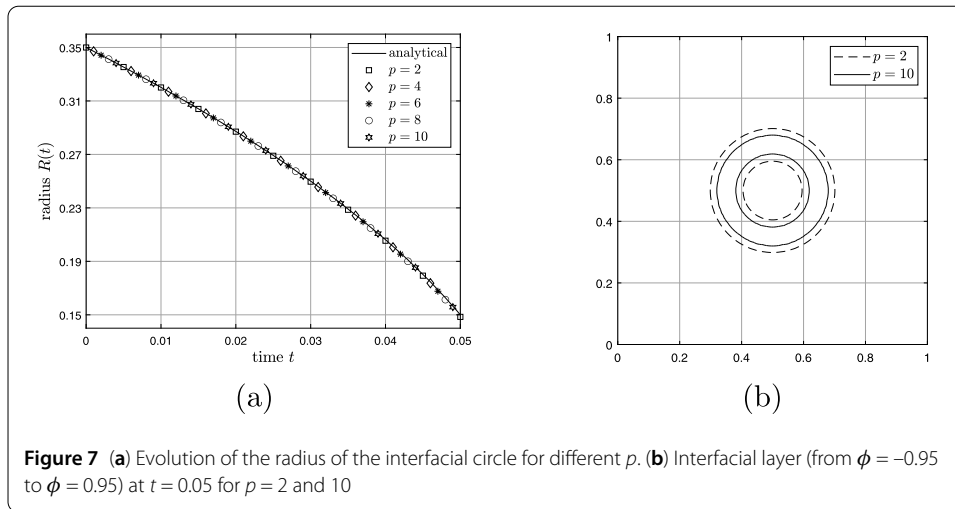 0.35
0.31
0.27
0.23
0.19
0.15
radius R(t)
0
0.01
0.02
0.03
0.04
0.05
time t
analytical
p = 2
p = 4
p = 6
p = 8
p = 10
(a)
1
0.8
0.6
0.4
0.2
0
0
0.2
0.4
0.6
0.8
1
p = 2
p = 10
(b)
Figure 7 (a) Evolution of the radius of the interfacial circle for different p. (b) Interfacial layer (from ϕ = –0.95
to ϕ = 0.95) at t = 0.05 for p = 2 and 10